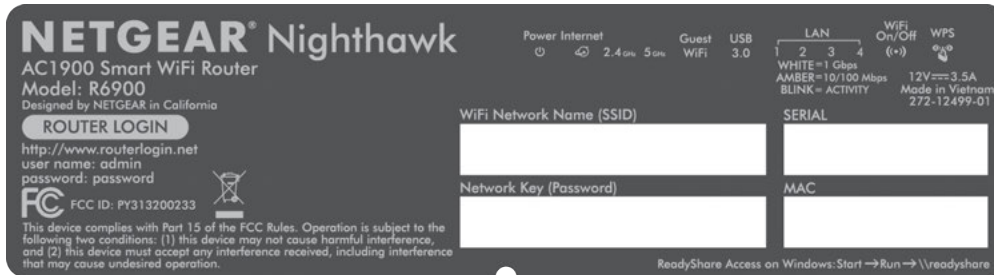 NETGEAR® Nighthawk
AC1900 Smart WiFi Router
Model: R6900
Designed by NETGEAR in California
ROUTER LOGIN
http://www.routerlogin.net
user name: admin
password: password
FC FCC ID: PY313200233
This device complies with Part 15 of the FCC Rules. Operation is subject to the
following two conditions: (1) this device may not cause harmful interference,
and (2) this device must accept any interference received, including interference
that may cause undesired operation.
Power Internet
2.4 GHz 5 GHz
Guest
WiFi
USB
3.0
LAN
1 2 3 4
WHITE=1 Gbps
AMBER=10/100 Mbps
BLINK= ACTIVITY
WiFi
On/Off
WPS
12V⎓3.5A
Made in Vietnam
272-12499-01
WiFi Network Name (SSID)
SERIAL
Network Key (Password)
MAC
ReadyShare Access on Windows:Start→Run→\\readyshare